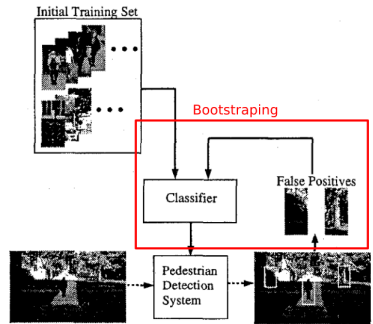 Initial Training Set
Bootstraping
False Positives
Classifier
Pedestrian
Detection
System